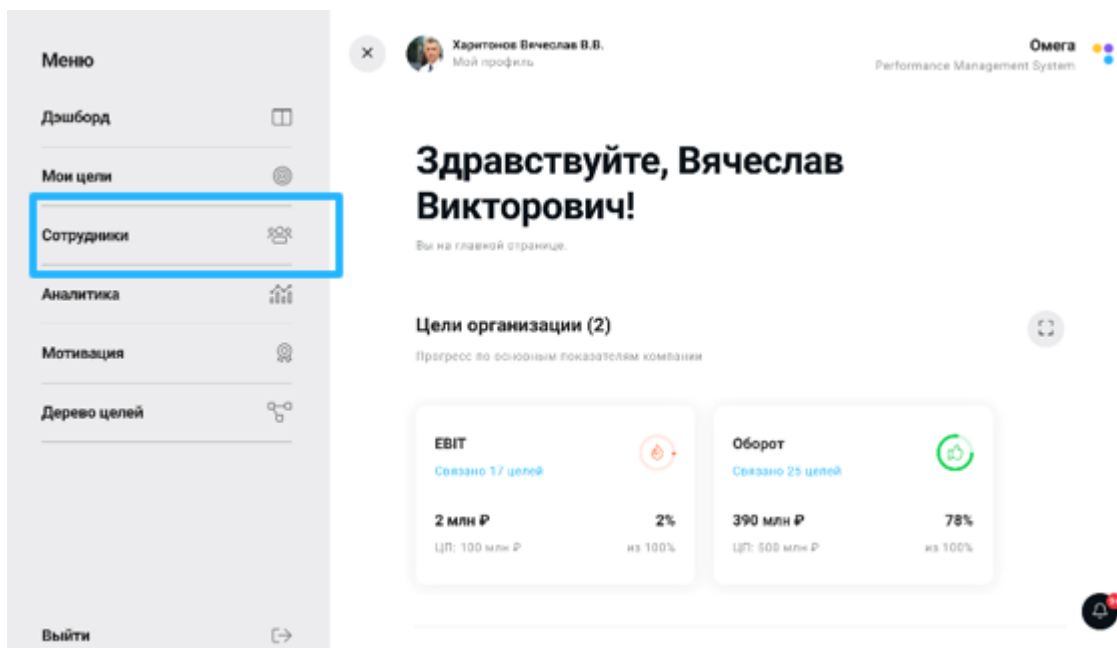 Меню
Дэшборд
Мои цели
Сотрудники
Аналитика
Мотивация
Дерево целей
Выйти
Харитонов Вячеслав В.В.
Мой профиль
Омега
Performance Management System
Здравствуйте, Вячеслав
Викторович!
Вы на главной странице.
Цели организации (2)
Прогресс по основным показателям компании
EBIT
Связано 17 целей
2 млн ₽ 2%
ЦП: 100 млн ₽ из 100%
Оборот
Связано 25 целей
390 млн ₽ 78%
ЦП: 500 млн ₽ из 100%